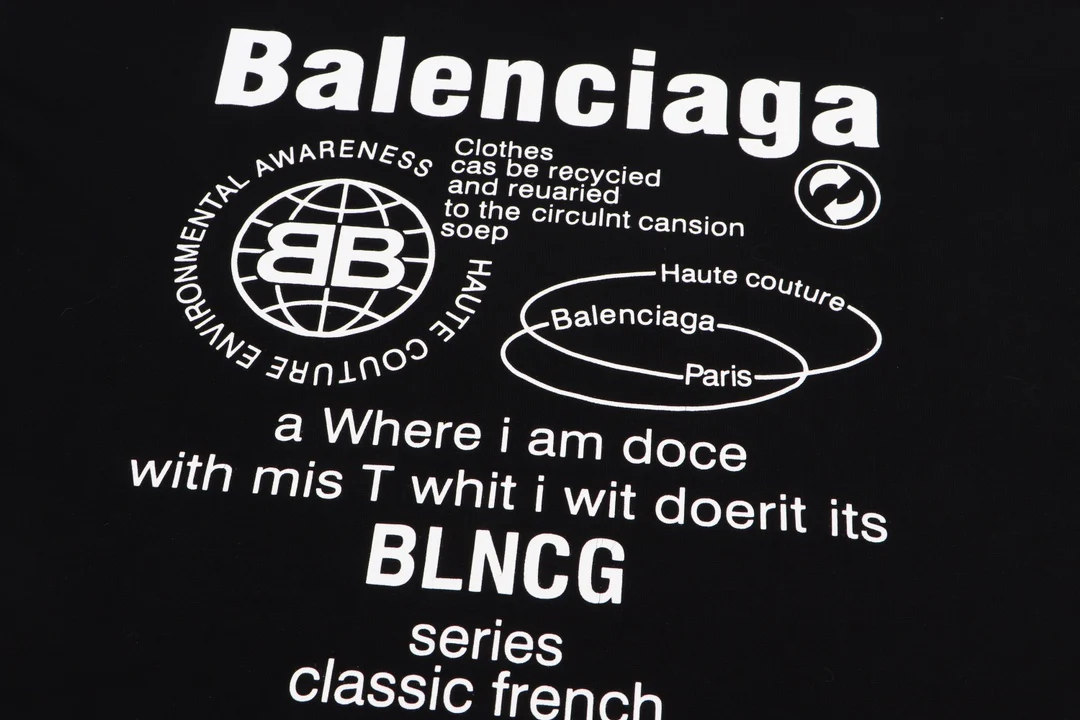 Balenciaga
ENVIRONMENTAL AWARENESS
HAUTE COUTURE
BB
Clothes
cas be recycied
and reuaried
to the circulnt cansion
soep
Haute couture
Balenciaga
Paris
a Where i am doce
with mis T whit i wit doerit its
BLNCG
series
classic french